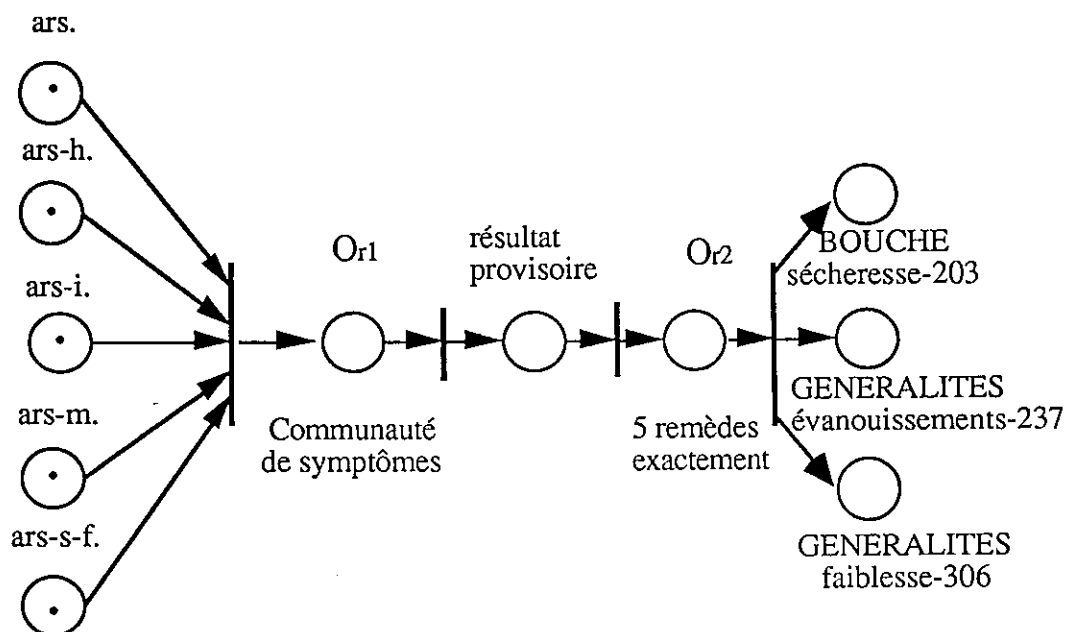 ars.
ars-h.
ars-i.
ars-m.
ars-s-f.
Or1
Communauté
de symptômes
résultat
provisoire
Or2
5 remèdes
exactement
BOUCHE
sécheresse-203
GENERALITES
évanouissements-237
GENERALITES
faiblesse-306